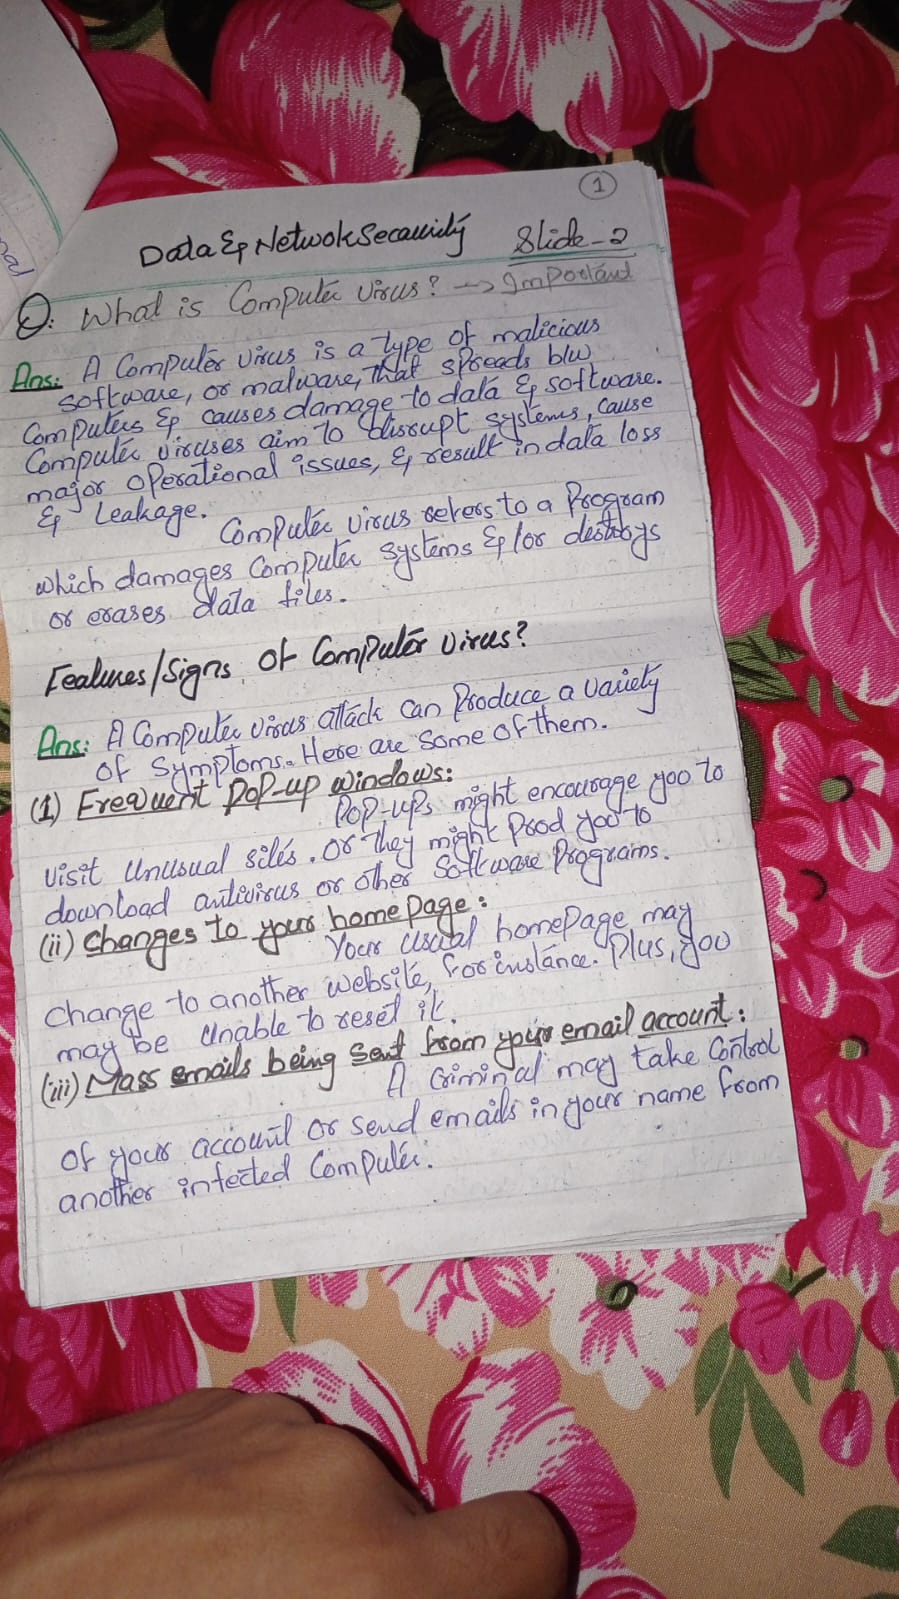 1
Data & Netwok Secauridy Slide-2
Q: What is Computer virus? → Important
Ans: A Computer virus is a type of malicious
software, or malware, that spreads b/w
Computers & causes damage to data & software.
Computer viruses aim to disrupt systems, cause
major operational issues, & result in data loss
& Leakage.
Computer virus refers to a Program
which damages Computer systems &/or destroys
or erases data files.
Features/Signs of Computer virus?
Ans: A Computer virus attack can Produce a variety
of symptoms. Here are some of them.
(1) Frequent pop-up windows:
Pop-ups might encourage yoo to
visit unusual sites. Or they might prod yoo to
download antivirus or other Software Programs.
(ii) Changes to your home page:
Your usual homepage may
change to another website, for instance. Plus, yoo
may be unable to reset it.
(iii) Mass emails being sent from your email account:
A Criminal may take Control
of your account or send emails in your name from
another infected Computer.